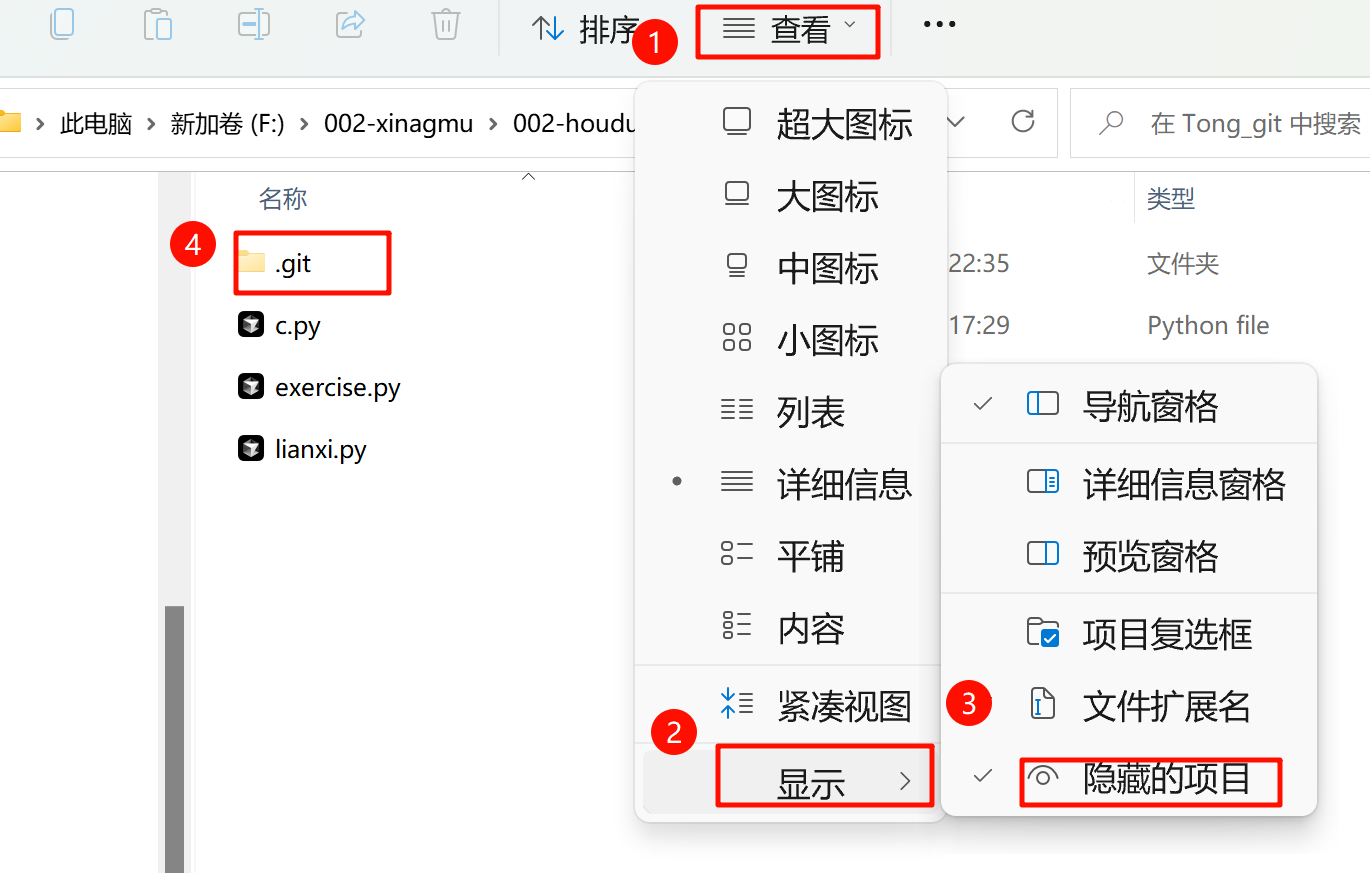 排序
1
查看
此电脑 › 新加卷 (F:) › 002-xinagmu › 002-houdu
在 Tong_git 中搜索
名称
类型
4
.git
22:35
文件夹
c.py
17:29
Python file
exercise.py
lianxi.py
超大图标
大图标
中图标
小图标
列表
详细信息
平铺
内容
紧凑视图
2
显示
导航窗格
详细信息窗格
预览窗格
项目复选框
3
文件扩展名
隐藏的项目